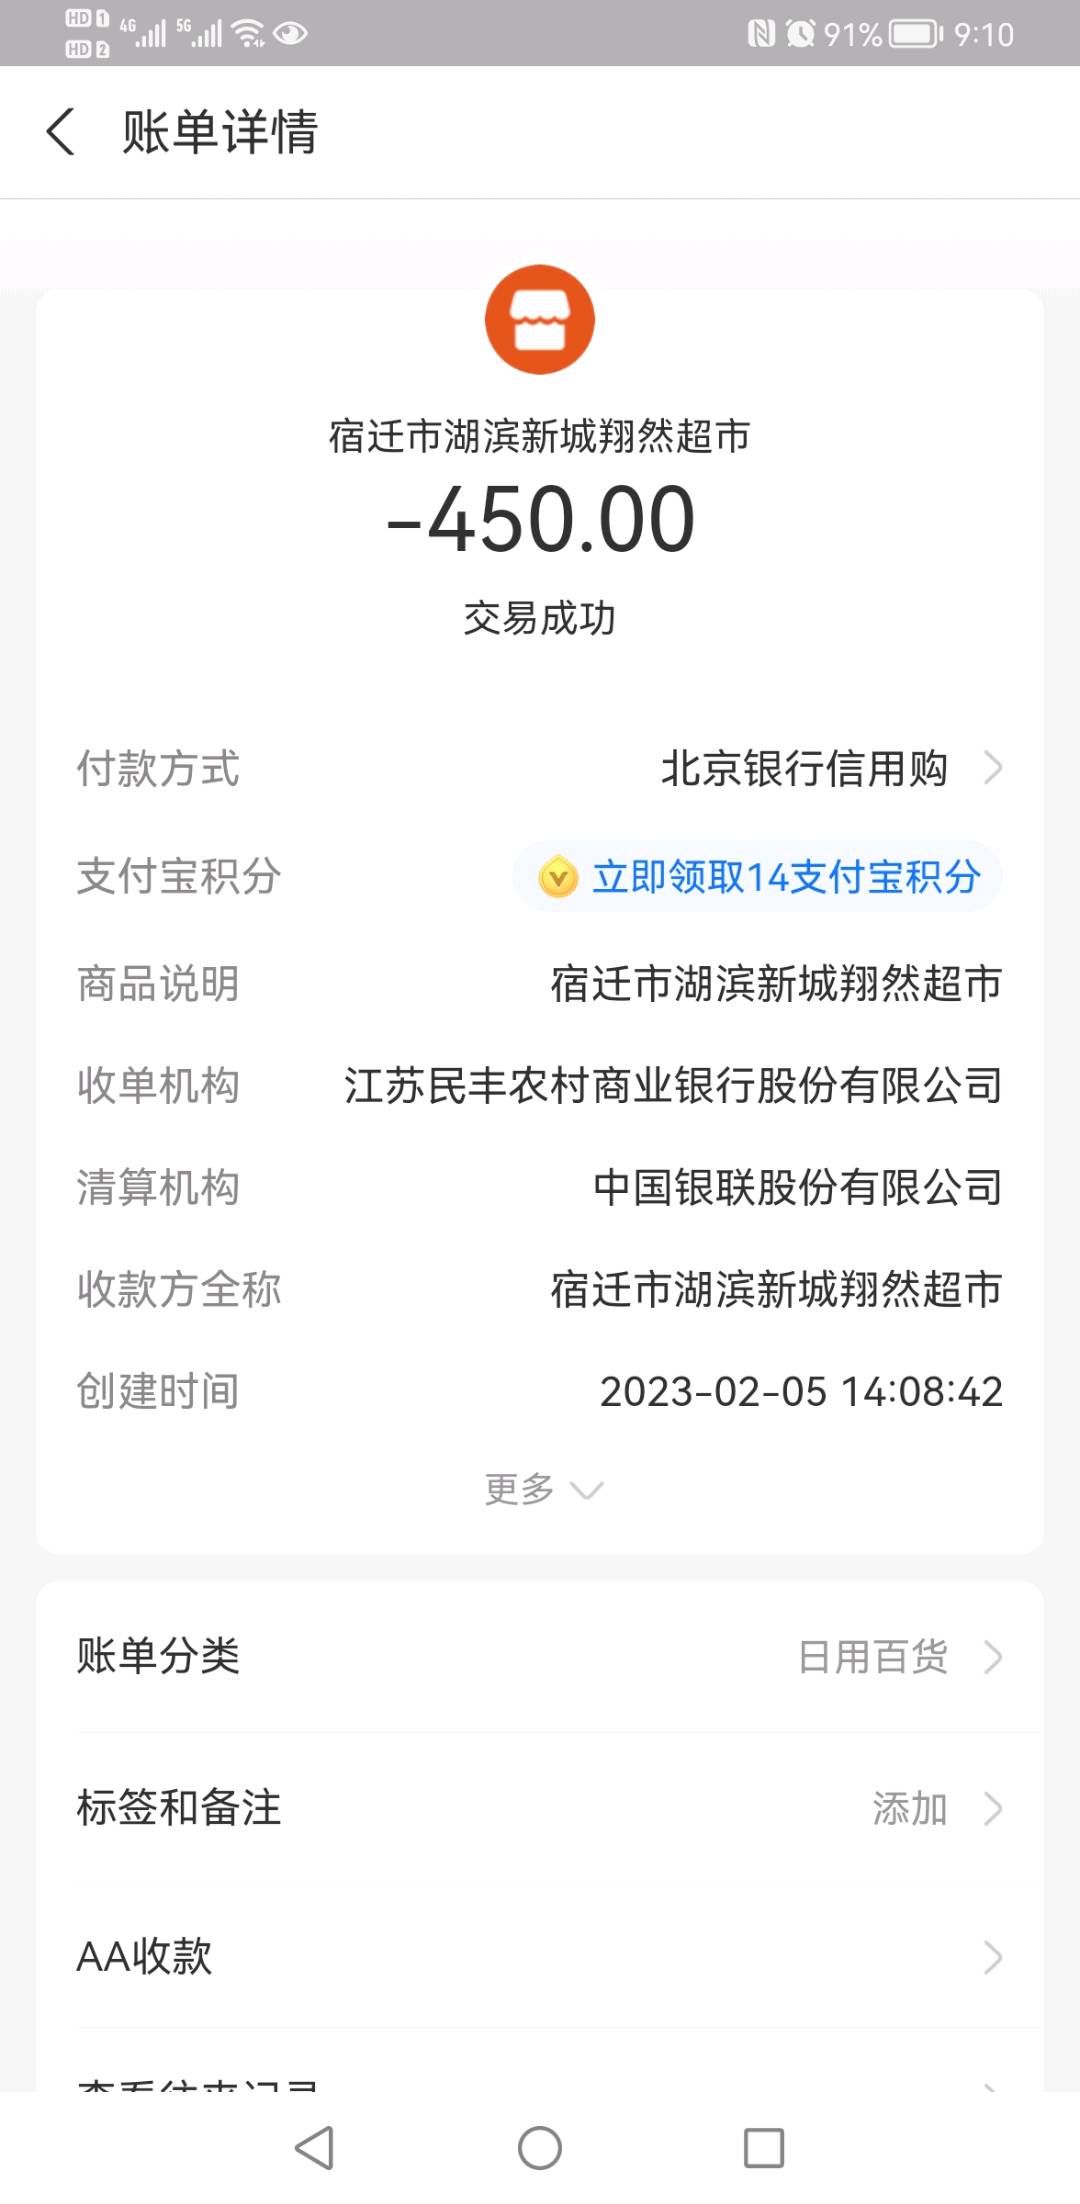 HD 1 4G 5G 91% 9:10
HD 2
账单详情
宿迁市湖滨新城翔然超市
-450.00
交易成功
付款方式 北京银行信用购
支付宝积分 立即领取14支付宝积分
商品说明 宿迁市湖滨新城翔然超市
收单机构 江苏民丰农村商业银行股份有限公司
清算机构 中国银联股份有限公司
收款方全称 宿迁市湖滨新城翔然超市
创建时间 2023-02-05 14:08:42
更多
账单分类 日用百货
标签和备注 添加
AA收款
查看往来记录